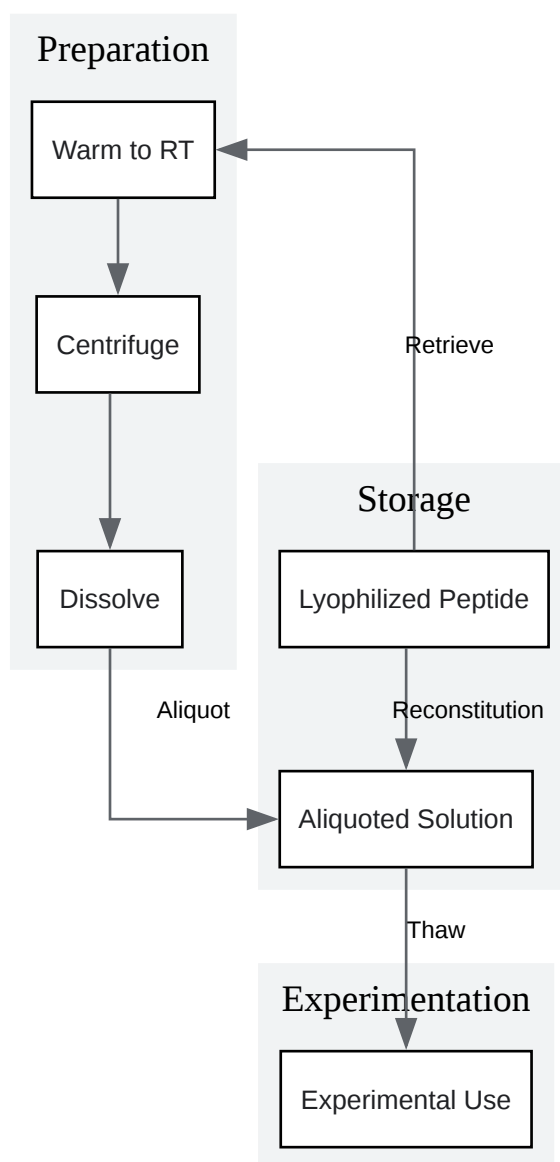 Preparation
Warm to RT
Centrifuge
Retrieve
Storage
Dissolve
Lyophilized Peptide
Aliquot
Reconstitution
Aliquoted Solution
Thaw
Experimentation
Experimental Use